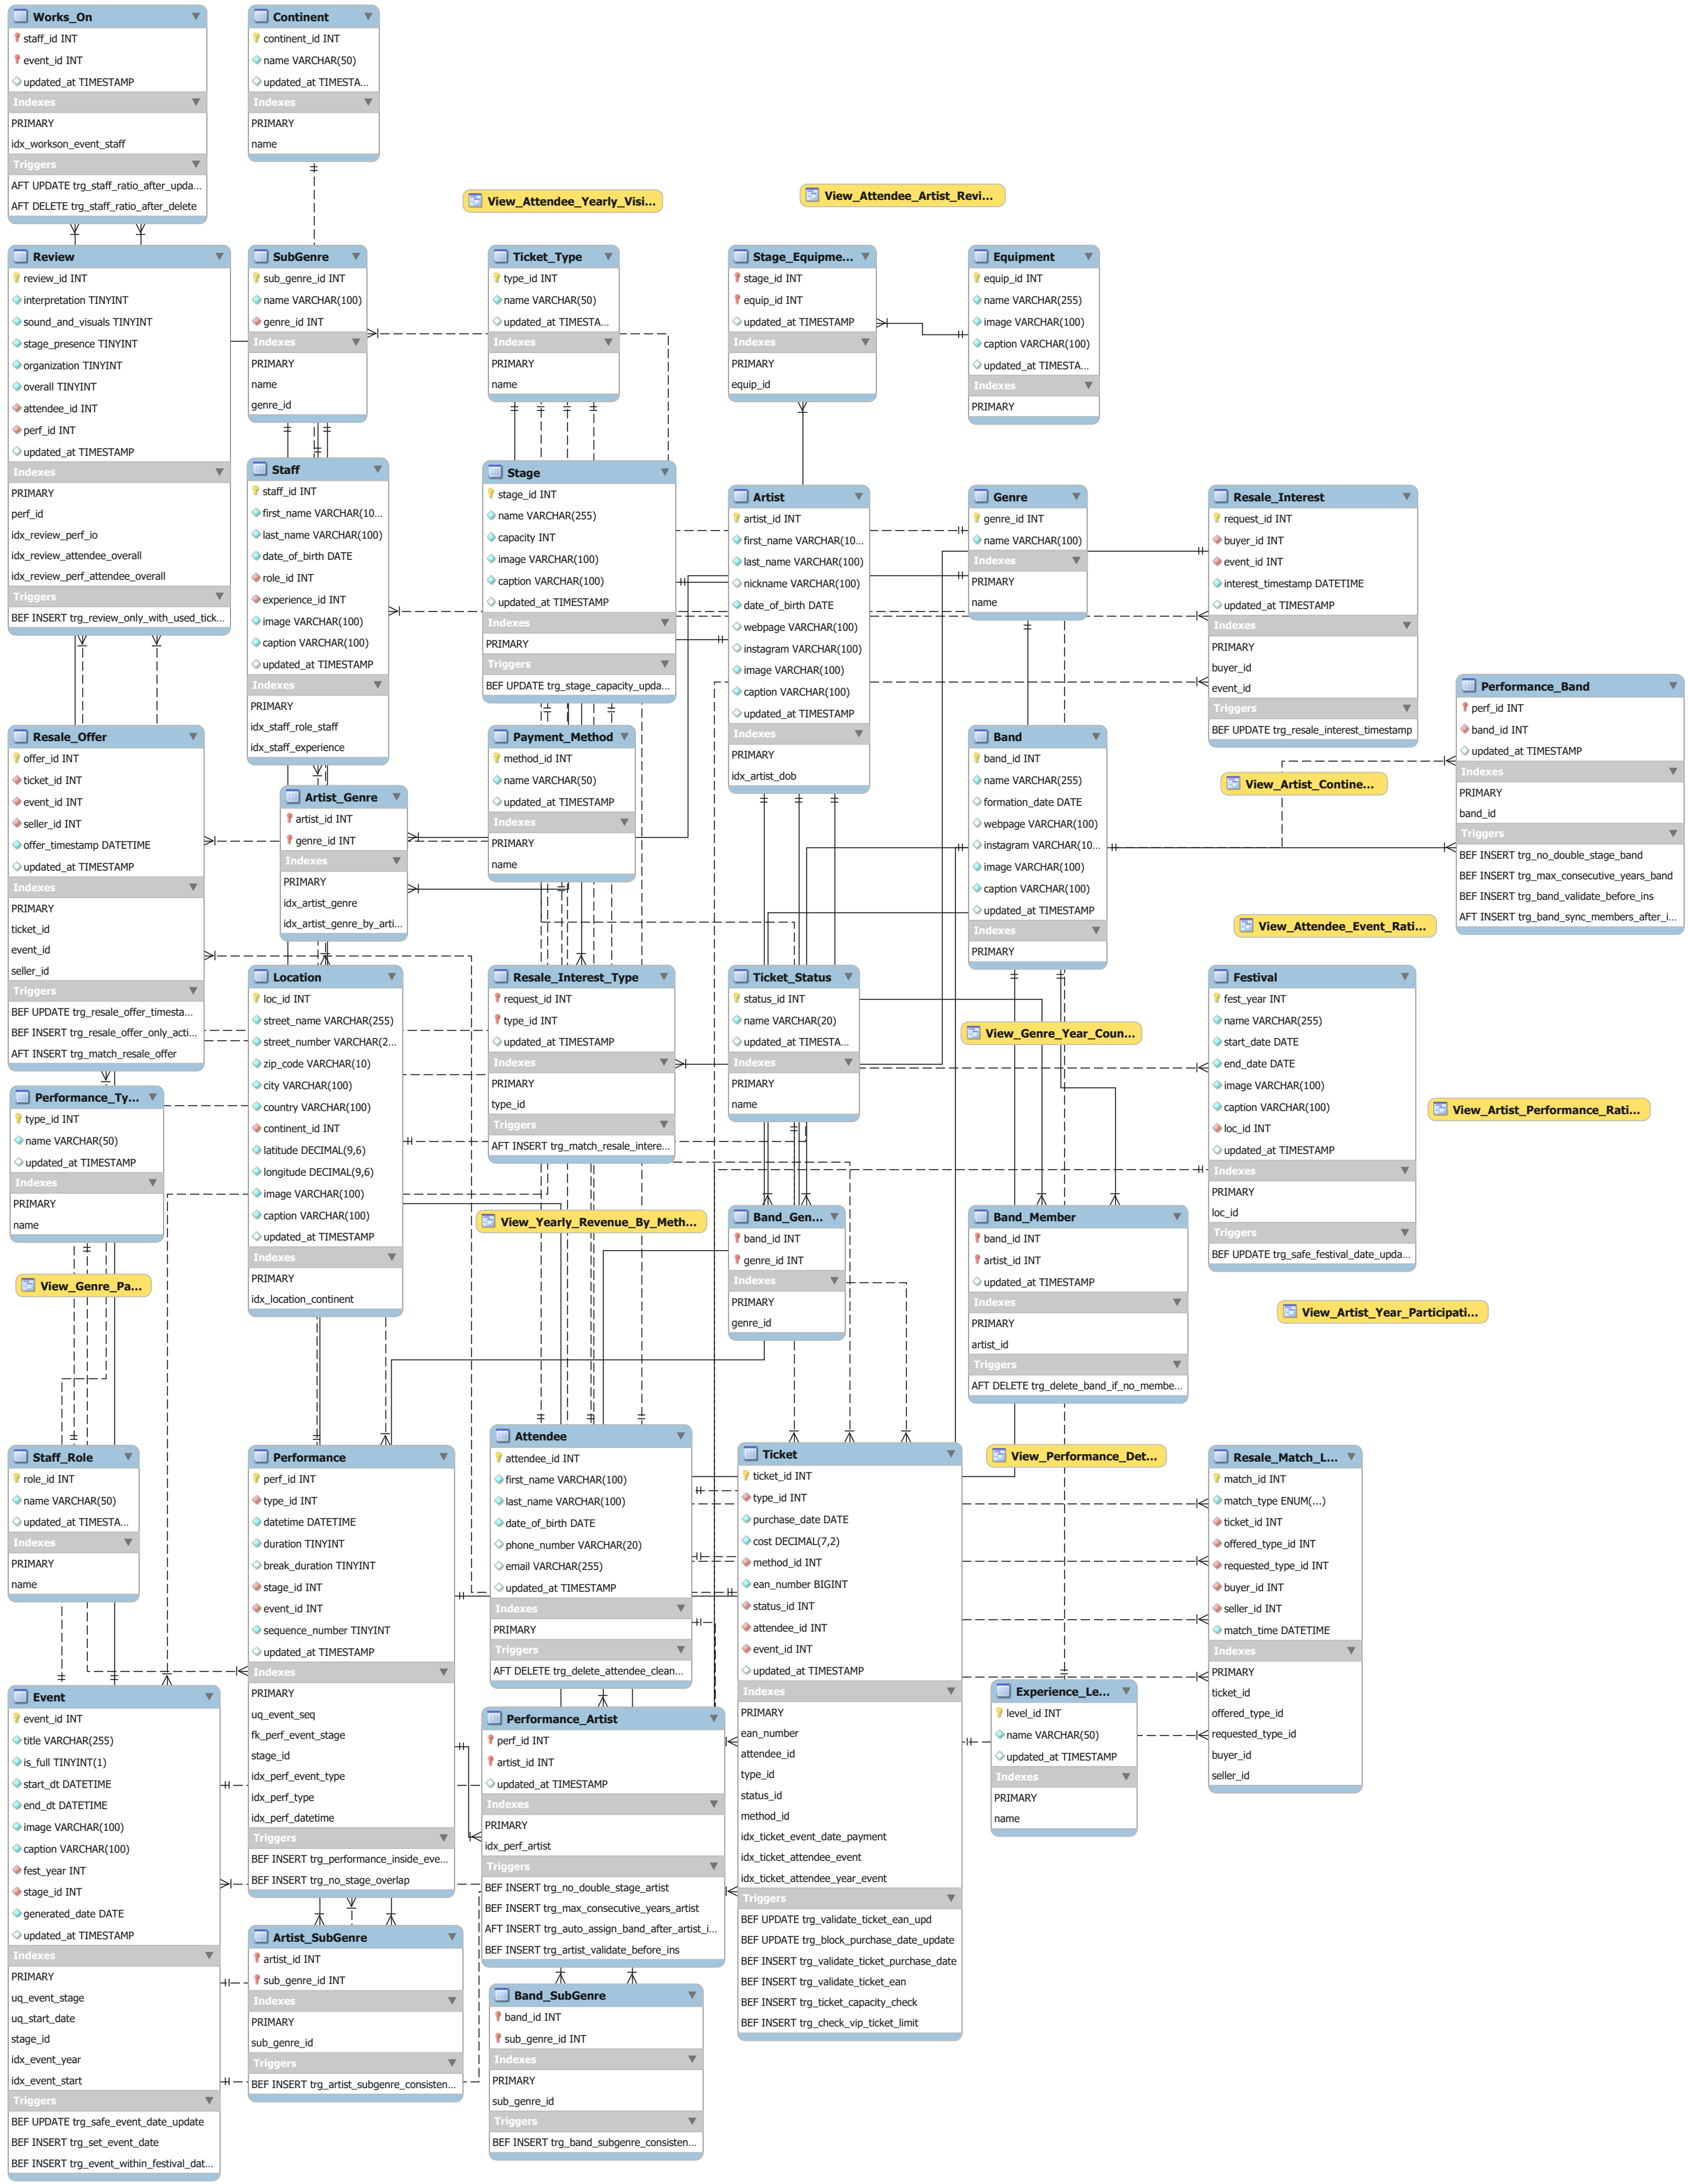 Works_On
staff_id INT
event_id INT
updated_at TIMESTAMP
Indexes
PRIMARY
idx_workson_event_staff
Triggers
AFT UPDATE trg_staff_ratio_after_upda...
AFT DELETE trg_staff_ratio_after_delete
Continent
continent_id INT
name VARCHAR(50)
updated_at TIMESTA...
Indexes
PRIMARY
name
View_Attendee_Yearly_Visi...
View_Attendee_Artist_Revi...
Review
review_id INT
interpretation TINYINT
sound_and_visuals TINYINT
stage_presence TINYINT
organization TINYINT
overall TINYINT
attendee_id INT
perf_id INT
updated_at TIMESTAMP
Indexes
PRIMARY
perf_id
idx_review_perf_io
idx_review_attendee_overall
idx_review_perf_attendee_overall
Triggers
BEF INSERT trg_review_only_with_used_tick...
SubGenre
sub_genre_id INT
name VARCHAR(100)
genre_id INT
Indexes
PRIMARY
name
genre_id
Ticket_Type
type_id INT
name VARCHAR(50)
updated_at TIMESTA...
Indexes
PRIMARY
name
Stage_Equipme...
stage_id INT
equip_id INT
updated_at TIMESTAMP
Indexes
PRIMARY
equip_id
Equipment
equip_id INT
name VARCHAR(255)
image VARCHAR(100)
caption VARCHAR(100)
updated_at TIMESTA...
Indexes
PRIMARY
Staff
staff_id INT
first_name VARCHAR(10...
last_name VARCHAR(100)
date_of_birth DATE
role_id INT
experience_id INT
image VARCHAR(100)
caption VARCHAR(100)
updated_at TIMESTAMP
Indexes
PRIMARY
idx_staff_role_staff
idx_staff_experience
Stage
stage_id INT
name VARCHAR(255)
capacity INT
image VARCHAR(100)
caption VARCHAR(100)
updated_at TIMESTAMP
Indexes
PRIMARY
Triggers
BEF UPDATE trg_stage_capacity_upda...
Artist
artist_id INT
first_name VARCHAR(10...
last_name VARCHAR(100)
nickname VARCHAR(100)
date_of_birth DATE
webpage VARCHAR(100)
instagram VARCHAR(100)
image VARCHAR(100)
caption VARCHAR(100)
updated_at TIMESTAMP
Indexes
PRIMARY
idx_artist_dob
Genre
genre_id INT
name VARCHAR(100)
Indexes
PRIMARY
name
Resale_Interest
request_id INT
buyer_id INT
event_id INT
interest_timestamp DATETIME
updated_at TIMESTAMP
Indexes
PRIMARY
buyer_id
event_id
Triggers
BEF UPDATE trg_resale_interest_timestamp
Performance_Band
perf_id INT
band_id INT
updated_at TIMESTAMP
Indexes
PRIMARY
band_id
Triggers
BEF INSERT trg_no_double_stage_band
BEF INSERT trg_max_consecutive_years_band
BEF INSERT trg_band_validate_before_ins
AFT INSERT trg_band_sync_members_after_i...
Resale_Offer
offer_id INT
ticket_id INT
event_id INT
seller_id INT
offer_timestamp DATETIME
updated_at TIMESTAMP
Indexes
PRIMARY
ticket_id
event_id
seller_id
Triggers
BEF UPDATE trg_resale_offer_timesta...
BEF INSERT trg_resale_offer_only_acti...
AFT INSERT trg_match_resale_offer
Artist_Genre
artist_id INT
genre_id INT
Indexes
PRIMARY
idx_artist_genre
idx_artist_genre_by_arti...
Payment_Method
method_id INT
name VARCHAR(50)
updated_at TIMESTAMP
Indexes
PRIMARY
name
Band
band_id INT
name VARCHAR(255)
formation_date DATE
webpage VARCHAR(100)
instagram VARCHAR(10...
image VARCHAR(100)
caption VARCHAR(100)
updated_at TIMESTAMP
Indexes
PRIMARY
View_Artist_Contine...
View_Attendee_Event_Rati...
Location
loc_id INT
street_name VARCHAR(255)
street_number VARCHAR(2...
zip_code VARCHAR(10)
city VARCHAR(100)
country VARCHAR(100)
continent_id INT
latitude DECIMAL(9,6)
longitude DECIMAL(9,6)
image VARCHAR(100)
caption VARCHAR(100)
updated_at TIMESTAMP
Indexes
PRIMARY
idx_location_continent
Resale_Interest_Type
request_id INT
type_id INT
updated_at TIMESTAMP
Indexes
PRIMARY
type_id
Triggers
AFT INSERT trg_match_resale_intere...
Ticket_Status
status_id INT
name VARCHAR(20)
updated_at TIMESTA...
Indexes
PRIMARY
name
View_Genre_Year_Coun...
Festival
fest_year INT
name VARCHAR(255)
start_date DATE
end_date DATE
image VARCHAR(100)
caption VARCHAR(100)
loc_id INT
updated_at TIMESTAMP
Indexes
PRIMARY
loc_id
Triggers
BEF UPDATE trg_safe_festival_date_upda...
View_Artist_Performance_Rati...
Performance_Ty...
type_id INT
name VARCHAR(50)
updated_at TIMESTAMP
Indexes
PRIMARY
name
View_Genre_Pa...
View_Yearly_Revenue_By_Meth...
Band_Gen...
band_id INT
genre_id INT
Indexes
PRIMARY
genre_id
Band_Member
band_id INT
artist_id INT
updated_at TIMESTAMP
Indexes
PRIMARY
artist_id
Triggers
AFT DELETE trg_delete_band_if_no_membe...
View_Artist_Year_Participati...
Staff_Role
role_id INT
name VARCHAR(50)
updated_at TIMESTA...
Indexes
PRIMARY
name
Performance
perf_id INT
type_id INT
datetime DATETIME
duration TINYINT
break_duration TINYINT
stage_id INT
event_id INT
sequence_number TINYINT
updated_at TIMESTAMP
Indexes
PRIMARY
uq_event_seq
fk_perf_event_stage
stage_id
idx_perf_event_type
idx_perf_type
idx_perf_datetime
Triggers
BEF INSERT trg_performance_inside_eve...
BEF INSERT trg_no_stage_overlap
Attendee
attendee_id INT
first_name VARCHAR(100)
last_name VARCHAR(100)
date_of_birth DATE
phone_number VARCHAR(20)
email VARCHAR(255)
updated_at TIMESTAMP
Indexes
PRIMARY
Triggers
AFT DELETE trg_delete_attendee_clean...
Ticket
ticket_id INT
type_id INT
purchase_date DATE
cost DECIMAL(7,2)
method_id INT
ean_number BIGINT
status_id INT
attendee_id INT
event_id INT
updated_at TIMESTAMP
Indexes
PRIMARY
ean_number
attendee_id
type_id
status_id
method_id
idx_ticket_event_date_payment
idx_ticket_attendee_event
idx_ticket_attendee_year_event
Triggers
BEF UPDATE trg_validate_ticket_ean_upd
BEF UPDATE trg_block_purchase_date_update
BEF INSERT trg_validate_ticket_purchase_date
BEF INSERT trg_validate_ticket_ean
BEF INSERT trg_ticket_capacity_check
BEF INSERT trg_check_vip_ticket_limit
View_Performance_Det...
Resale_Match_L...
match_id INT
match_type ENUM(...)
ticket_id INT
offered_type_id INT
requested_type_id INT
buyer_id INT
seller_id INT
match_time DATETIME
Indexes
PRIMARY
ticket_id
offered_type_id
requested_type_id
buyer_id
seller_id
Event
event_id INT
title VARCHAR(255)
is_full TINYINT(1)
start_dt DATETIME
end_dt DATETIME
image VARCHAR(100)
caption VARCHAR(100)
fest_year INT
stage_id INT
generated_date DATE
updated_at TIMESTAMP
Indexes
PRIMARY
uq_event_stage
uq_start_date
stage_id
idx_event_year
idx_event_start
Triggers
BEF UPDATE trg_safe_event_date_update
BEF INSERT trg_set_event_date
BEF INSERT trg_event_within_festival_dat...
Performance_Artist
perf_id INT
artist_id INT
updated_at TIMESTAMP
Indexes
PRIMARY
idx_perf_artist
Triggers
BEF INSERT trg_no_double_stage_artist
BEF INSERT trg_max_consecutive_years_artist
AFT INSERT trg_auto_assign_band_after_artist_i...
BEF INSERT trg_artist_validate_before_ins
Experience_Le...
level_id INT
name VARCHAR(50)
updated_at TIMESTAMP
Indexes
PRIMARY
name
Artist_SubGenre
artist_id INT
sub_genre_id INT
Indexes
PRIMARY
sub_genre_id
Triggers
BEF INSERT trg_artist_subgenre_consisten...
Band_SubGenre
band_id INT
sub_genre_id INT
Indexes
PRIMARY
sub_genre_id
Triggers
BEF INSERT trg_band_subgenre_consisten...